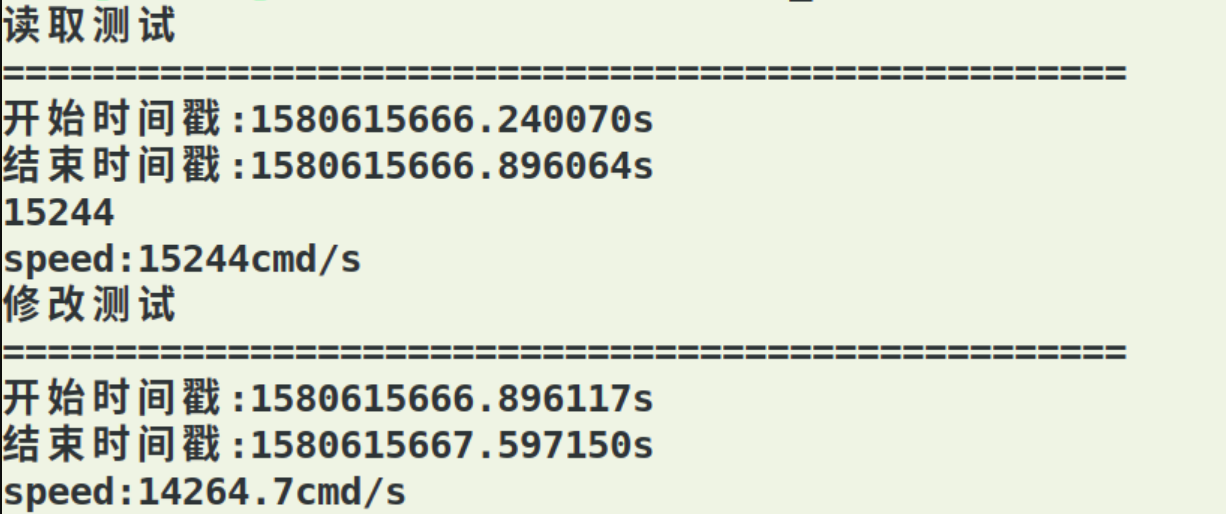 读取测试
==================================================
开始时间戳:1580615666.240070s
结束时间戳:1580615666.896064s
15244
speed:15244cmd/s
修改测试
==================================================
开始时间戳:1580615666.896117s
结束时间戳:1580615667.597150s
speed:14264.7cmd/s